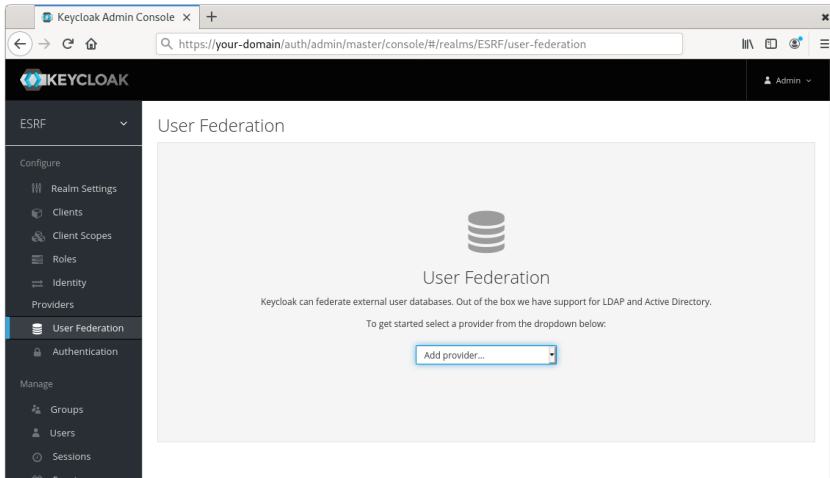 Keycloak Admin Console
https://your-domain/auth/admin/master/console/#/realms/ESRF/user-federation
KEYCLOAK
Admin
ESRF
User Federation
Configure
Realm Settings
Clients
Client Scopes
Roles
Identity
Providers
User Federation
Authentication
Manage
Groups
Users
Sessions
User Federation
Keycloak can federate external user databases. Out of the box we have support for LDAP and Active Directory.
To get started select a provider from the dropdown below:
Add provider...